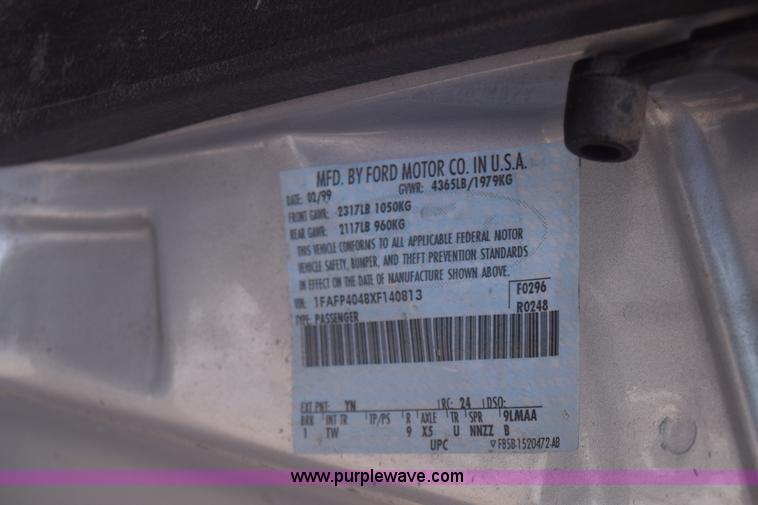 MFD. BY FORD MOTOR CO. IN U.S.A.
DATE: 02/99 GVWR: 4365LB/1979KG
FRONT GAWR: 2317LB 1050KG
REAR GAWR: 2117LB 960KG
THIS VEHICLE CONFORMS TO ALL APPLICABLE FEDERAL MOTOR
VEHICLE SAFETY, BUMPER, AND THEFT PREVENTION STANDARDS
IN EFFECT ON THE DATE OF MANUFACTURE SHOWN ABOVE.
VIN: 1FAFP4048XF140813 F0296
TYPE: PASSENGER R0248
EXT PNT: YN RC: 24 DSO:
BRK INT TR TP/PS R AXLE TR SPR 9LMAA
1 TW 9 X5 U NNZZ B
UPC ▽F85B-1520472-AB
www.purplewave.com